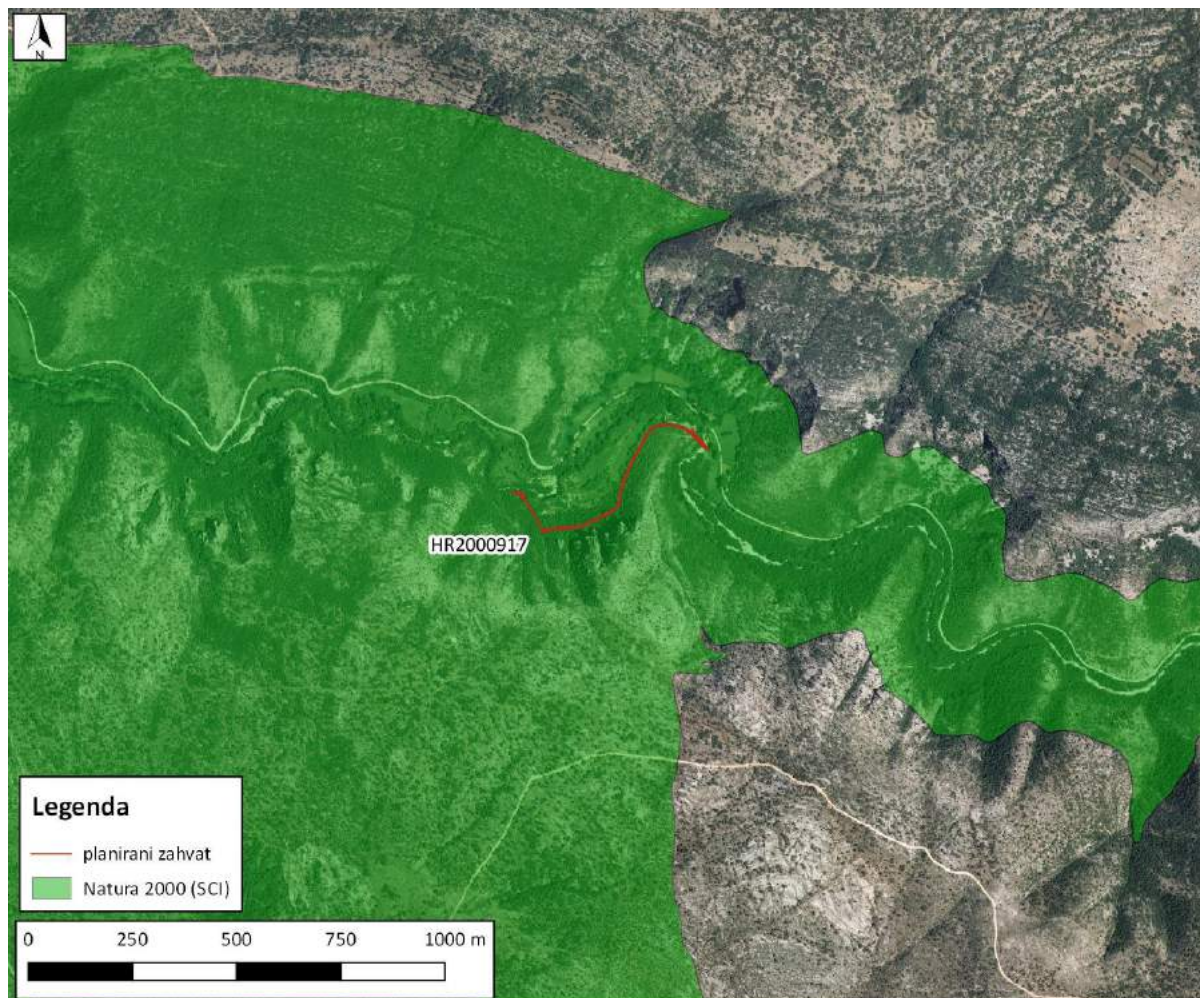 N
HR2000917
Legenda
planirani zahvat
Natura 2000 (SCI)
0 250 500 750 1000 m